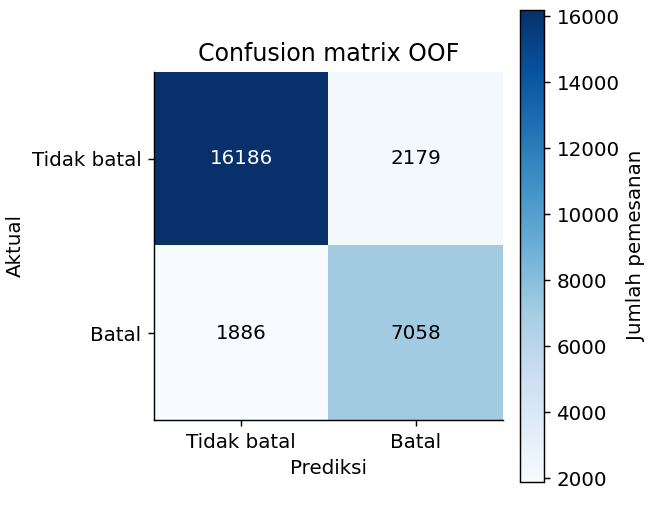 Confusion matrix OOF
Tidak batal
16186
2179
Batal
1886
7058
Tidak batal
Batal
Prediksi
Aktual
16000
14000
12000
10000
8000
6000
4000
2000
Jumlah pemesanan